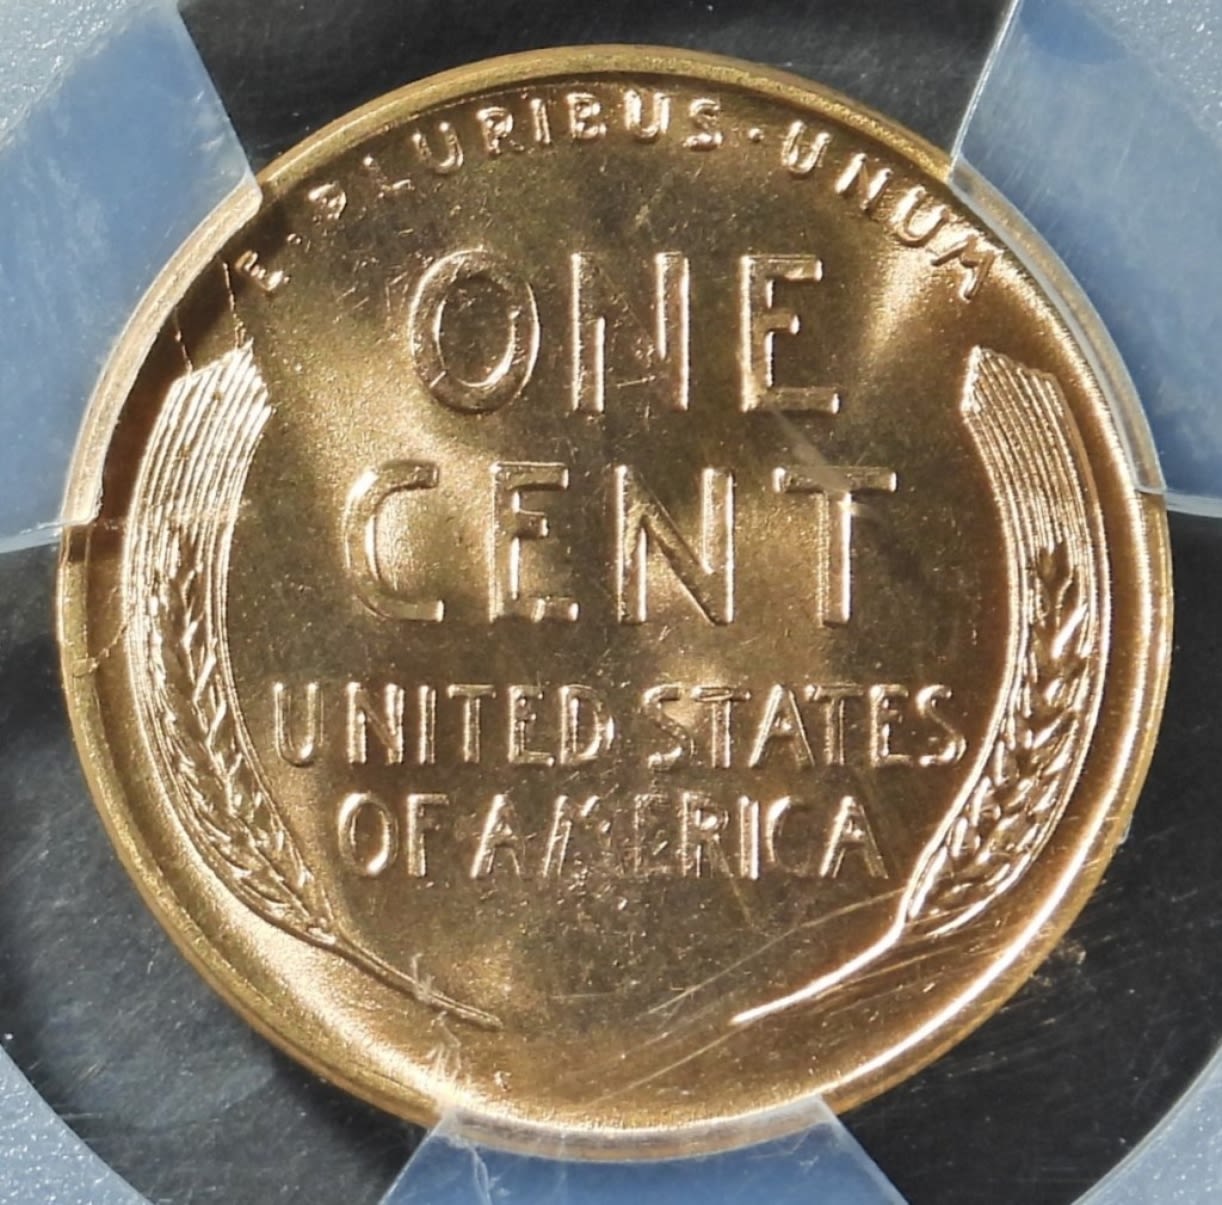 E·PLURIBUS·UNUM
ONE
CENT
UNITED STATES
OF AMERICA